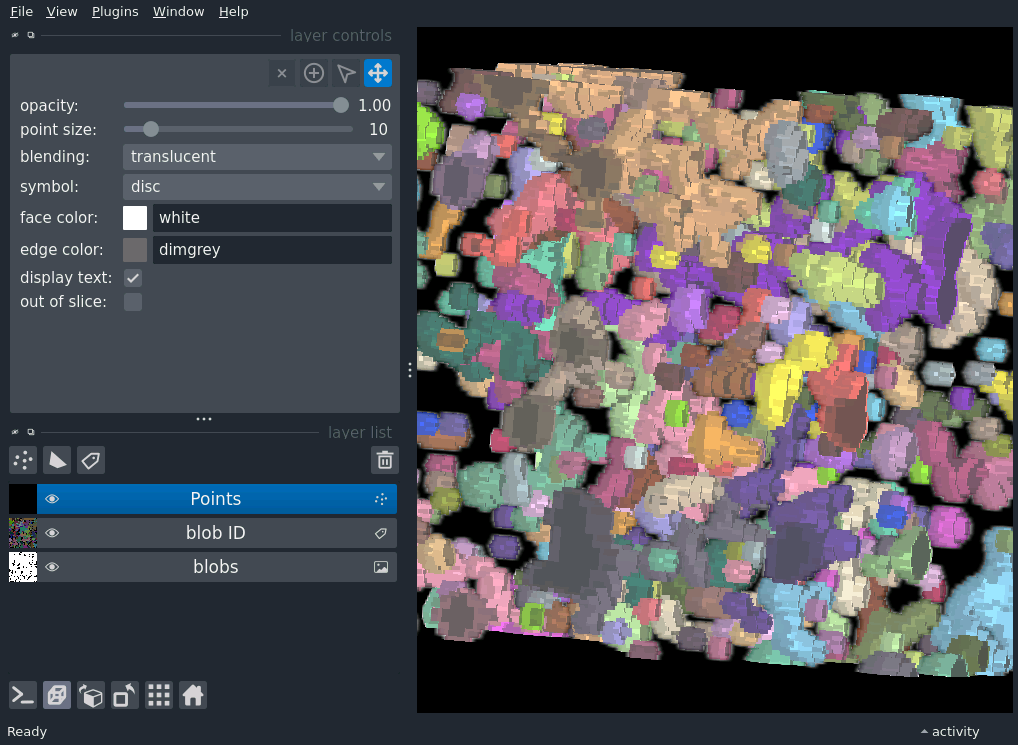 File View Plugins Window Help
layer controls
opacity: 1.00
point size: 10
blending: translucent
symbol: disc
face color: white
edge color: dimgrey
display text:
out of slice:
layer list
Points
blob ID
blobs
Ready activity